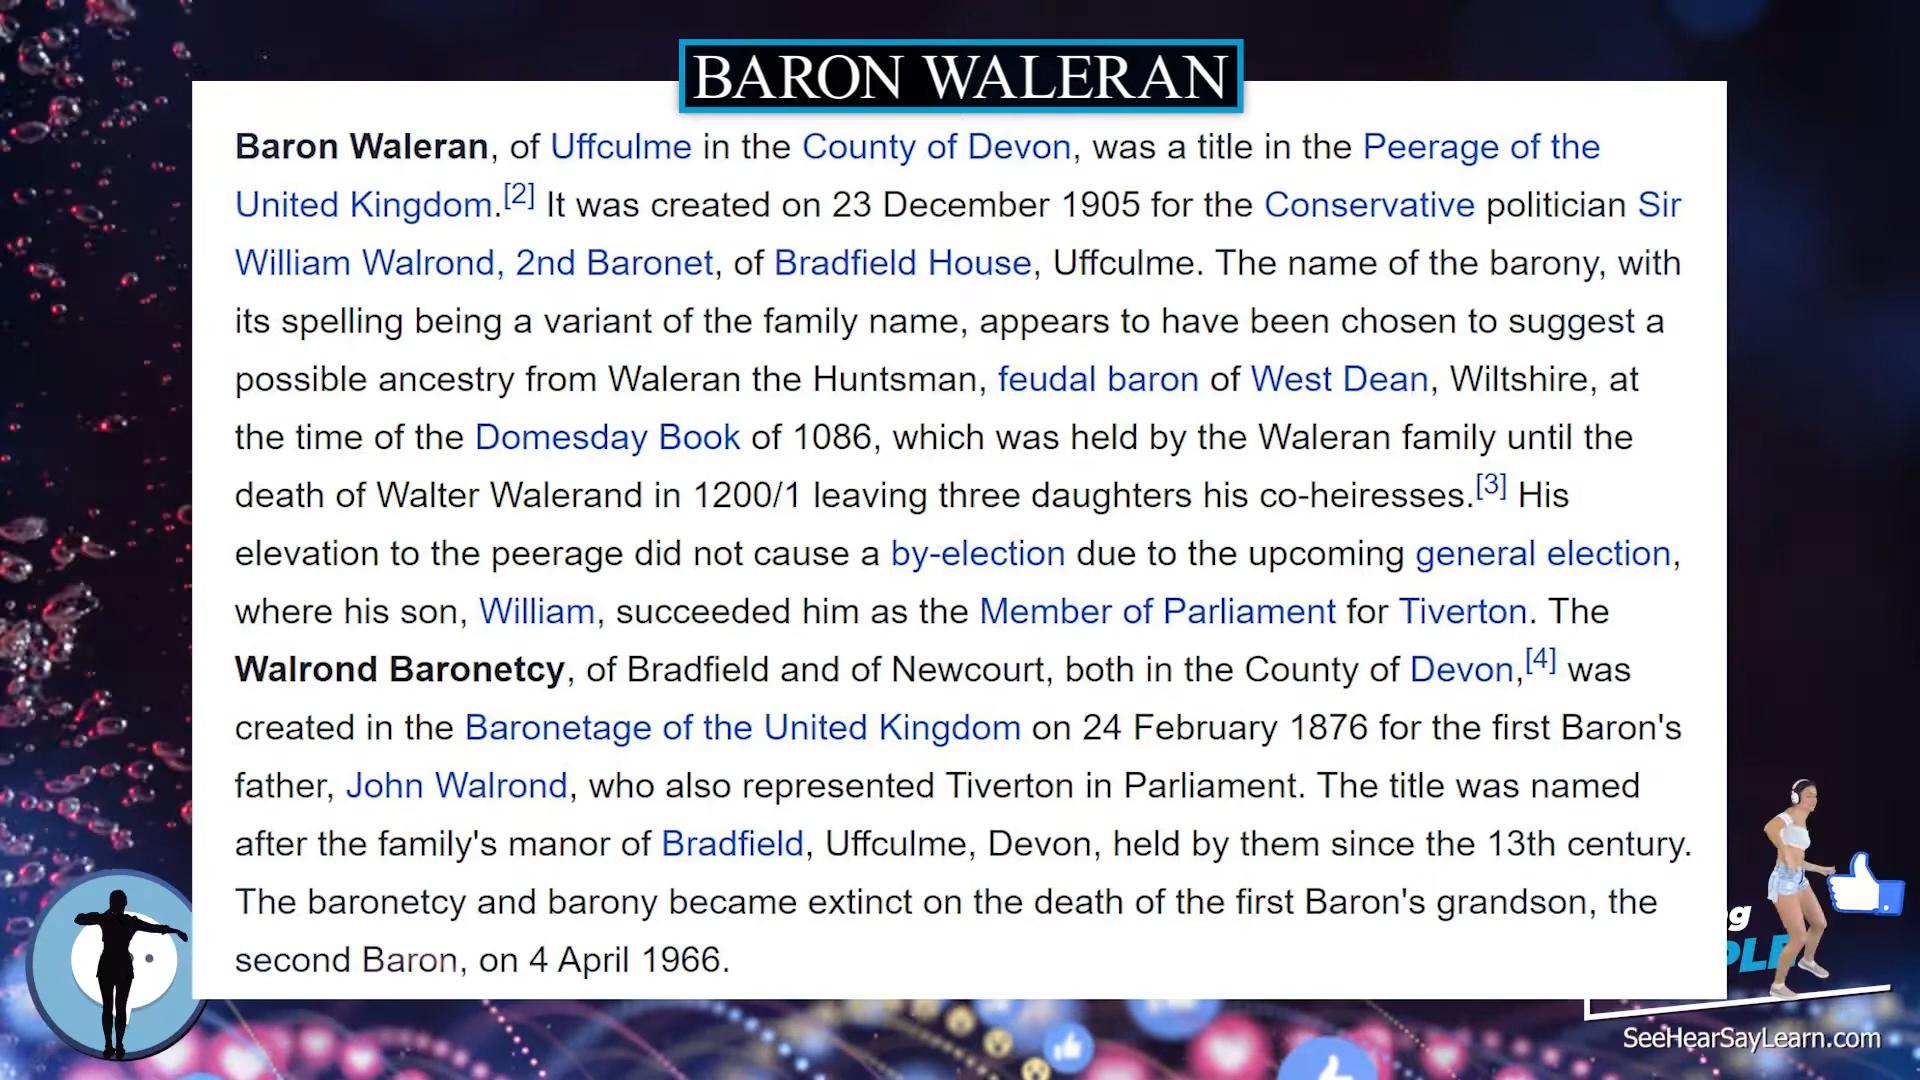 BARON WALERAN
Baron Waleran, of Uffculme in the County of Devon, was a title in the Peerage of the
United Kingdom.[2] It was created on 23 December 1905 for the Conservative politician Sir
William Walrond, 2nd Baronet, of Bradfield House, Uffculme. The name of the barony, with
its spelling being a variant of the family name, appears to have been chosen to suggest a
possible ancestry from Waleran the Huntsman, feudal baron of West Dean, Wiltshire, at
the time of the Domesday Book of 1086, which was held by the Waleran family until the
death of Walter Walerand in 1200/1 leaving three daughters his co-heiresses.[3] His
elevation to the peerage did not cause a by-election due to the upcoming general election,
where his son, William, succeeded him as the Member of Parliament for Tiverton. The
Walrond Baronetcy, of Bradfield and of Newcourt, both in the County of Devon,[4] was
created in the Baronetage of the United Kingdom on 24 February 1876 for the first Baron's
father, John Walrond, who also represented Tiverton in Parliament. The title was named
after the family's manor of Bradfield, Uffculme, Devon, held by them since the 13th century.
The baronetcy and barony became extinct on the death of the first Baron's grandson, the
second Baron, on 4 April 1966.
SeeHearSayLearn.com